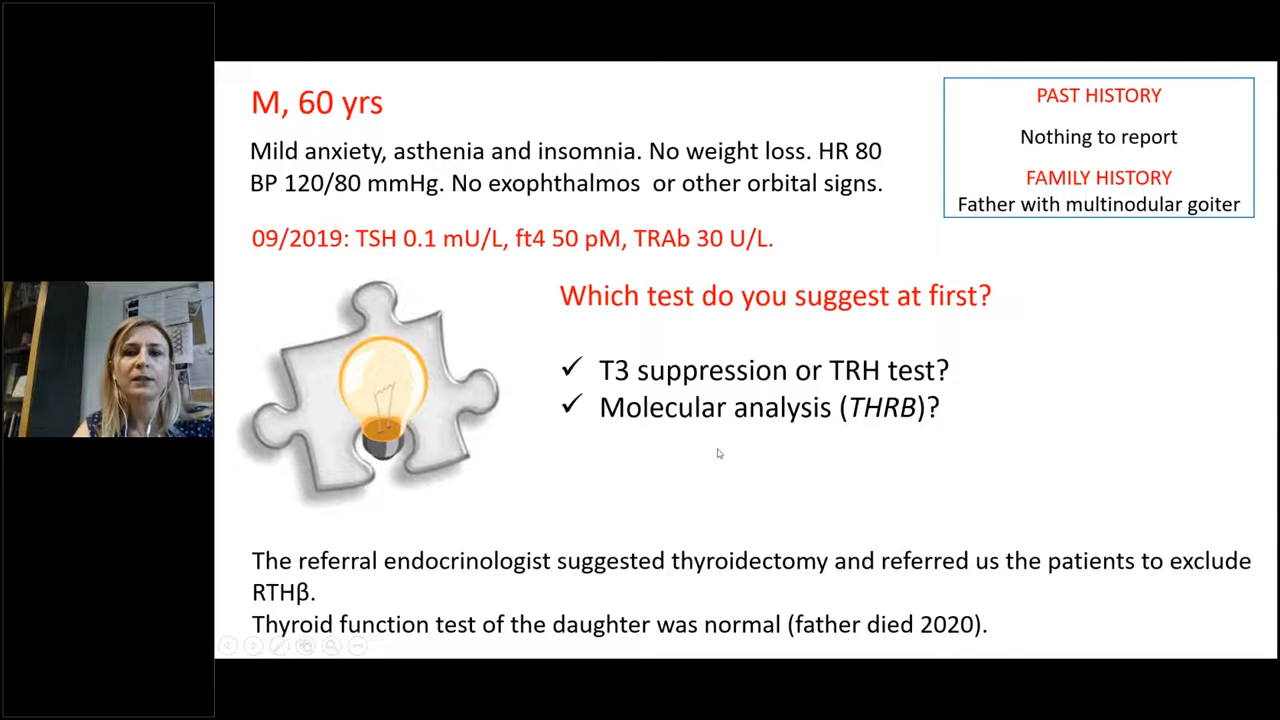 M, 60 yrs
Mild anxiety, asthenia and insomnia. No weight loss. HR 80
BP 120/80 mmHg. No exophthalmos or other orbital signs.
09/2019: TSH 0.1 mU/L, ft4 50 pM, TRAb 30 U/L.
PAST HISTORY
Nothing to report
FAMILY HISTORY
Father with multinodular goiter
Which test do you suggest at first?
✓ T3 suppression or TRH test?
✓ Molecular analysis (THRB)?
The referral endocrinologist suggested thyroidectomy and referred us the patients to exclude
RTHβ.
Thyroid function test of the daughter was normal (father died 2020).